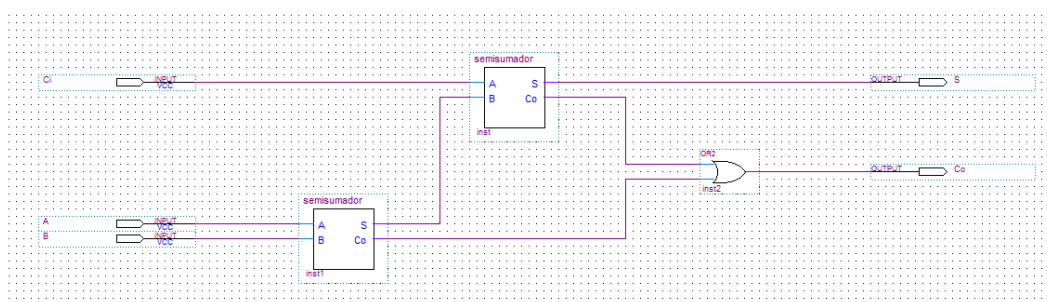 semisumador
Ci INPUT
VCC
A S
B Co
inst
OUTPUT S
OR2
inst2
OUTPUT Co
semisumador
A INPUT
VCC
B INPUT
VCC
A S
B Co
inst1